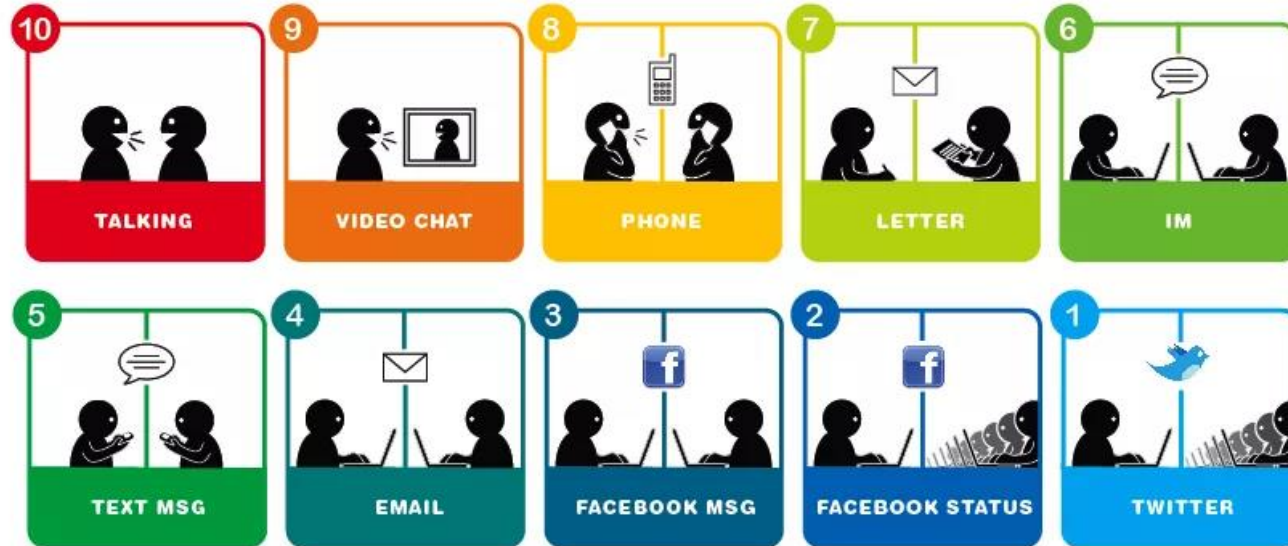 10
TALKING
9
VIDEO CHAT
8
PHONE
7
LETTER
6
IM
5
TEXT MSG
4
EMAIL
3
f
FACEBOOK MSG
2
f
FACEBOOK STATUS
1
TWITTER